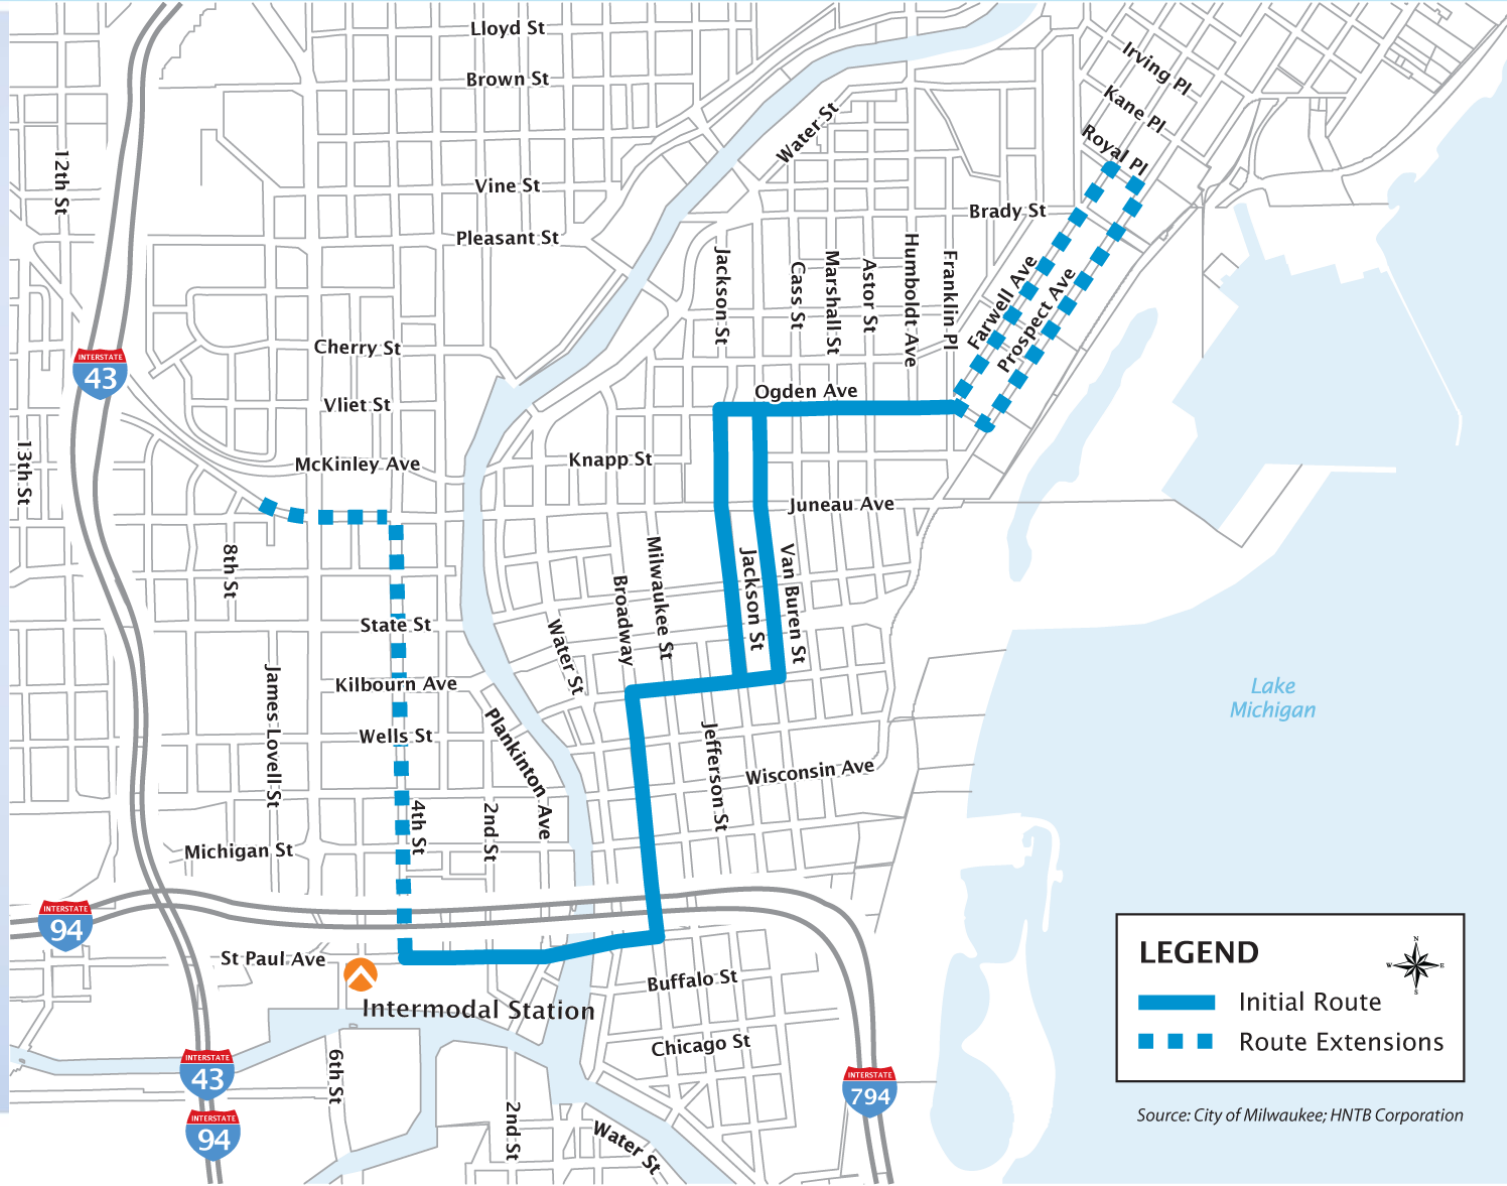 Lloyd St
Brown St
Vine St
Pleasant St
Cherry St
Vliet St
McKinley Ave
12th St
13th St
INTERSTATE
43
8th St
State St
Kilbourn Ave
Wells St
James Lovell St
Michigan St
4th St
2nd St
Plankinton Ave
INTERSTATE
94
St Paul Ave
Intermodal Station
6th St
INTERSTATE
43
INTERSTATE
94
2nd St
Water St
Chicago St
Buffalo St
INTERSTATE
794
Water St
Broadway
Milwaukee St
Jackson St
Van Buren St
Jefferson St
Wisconsin Ave
Knapp St
Juneau Ave
Ogden Ave
Jackson St
Cass St
Marshall St
Astor St
Humboldt Ave
Franklin Pl
Farwell Ave
Prospect Ave
Brady St
Water St
Irving Pl
Kane Pl
Royal Pl
Lake
Michigan
LEGEND
N
W
E
S
Initial Route
Route Extensions
Source: City of Milwaukee; HNTB Corporation